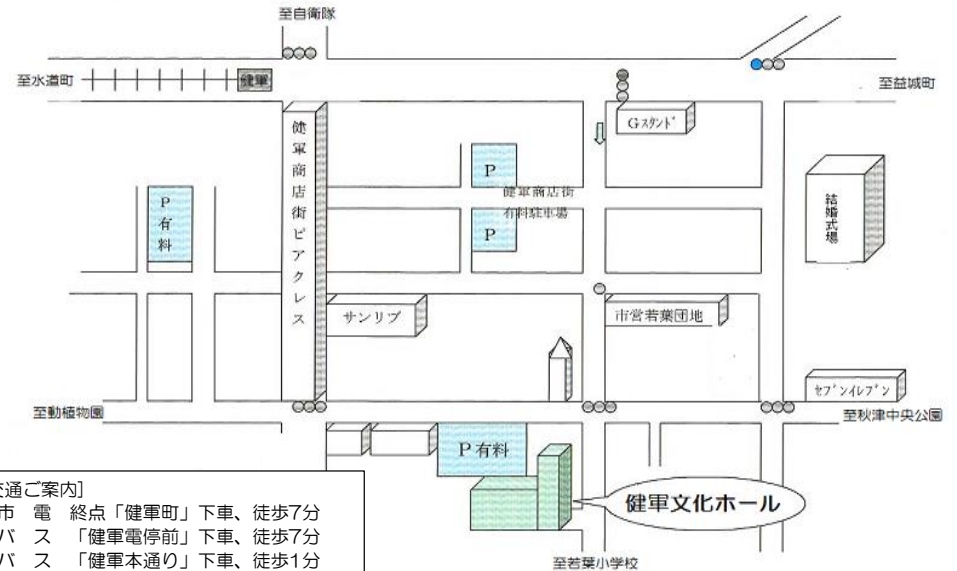 至自衛隊
至水道町
健軍
至益城町
Gスタンド
健軍商店街ピアクレス
P
健軍商店街
有料駐車場
P
P有料
結婚式場
サンリブ
市営若葉団地
セブンイレブン
至動植物園
至秋津中央公園
P有料
健軍文化ホール
交通ご案内]
市 電 終点「健軍町」下車、徒歩7分
バ ス 「健軍電停前」下車、徒歩7分
バ ス 「健軍本通り」下車、徒歩1分
至若葉小学校